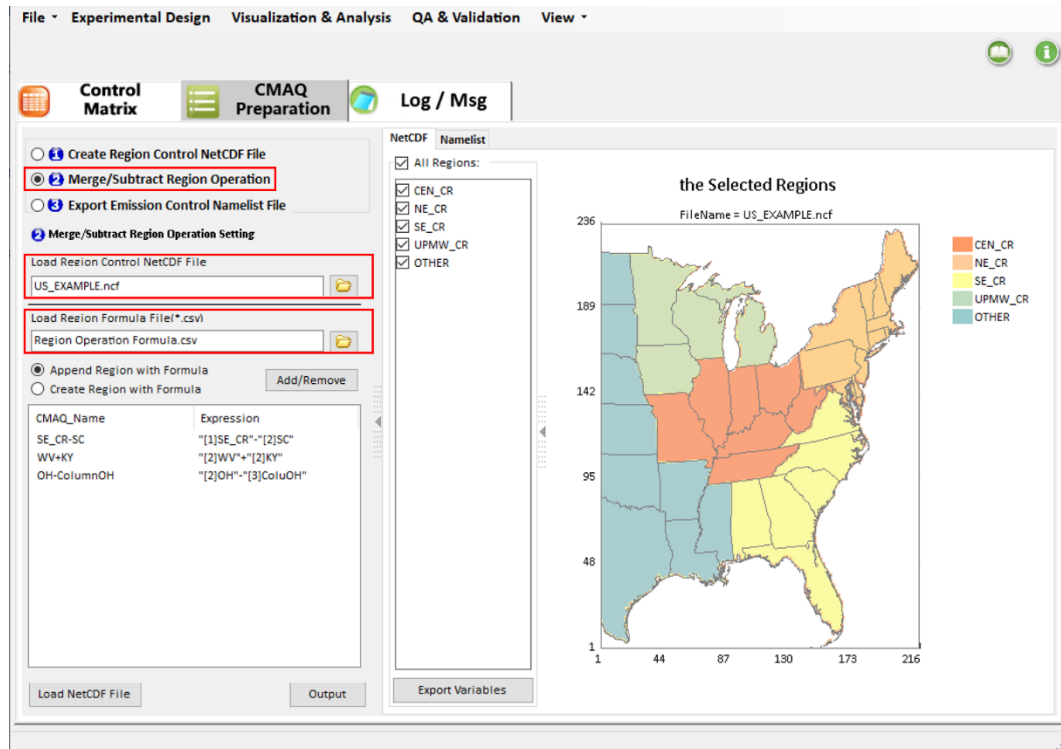 File Experimental Design Visualization & Analysis QA & Validation View
Control Matrix
CMAQ Preparation
Log / Msg
1 Create Region Control NetCDF File
2 Merge/Subtract Region Operation
3 Export Emission Control Namelist File
2 Merge/Subtract Region Operation Setting
Load Region Control NetCDF File
US_EXAMPLE.ncf
Load Region Formula File(*.csv)
Region Operation Formula.csv
Append Region with Formula
Create Region with Formula
Add/Remove
CMAQ_Name Expression
SE_CR-SC "[1]SE_CR"-"[2]SC"
WV+KY "[2]WV"+"[2]KY"
OH-ColumnOH "[2]OH"-"[3]ColuOH"
Load NetCDF File
Output
NetCDF Namelist
All Regions:
CEN_CR
NE_CR
SE_CR
UPMW_CR
OTHER
Export Variables
the Selected Regions
FileName = US_EXAMPLE.ncf
236
189
142
95
48
1
1 44 87 130 173 216
CEN_CR
NE_CR
SE_CR
UPMW_CR
OTHER